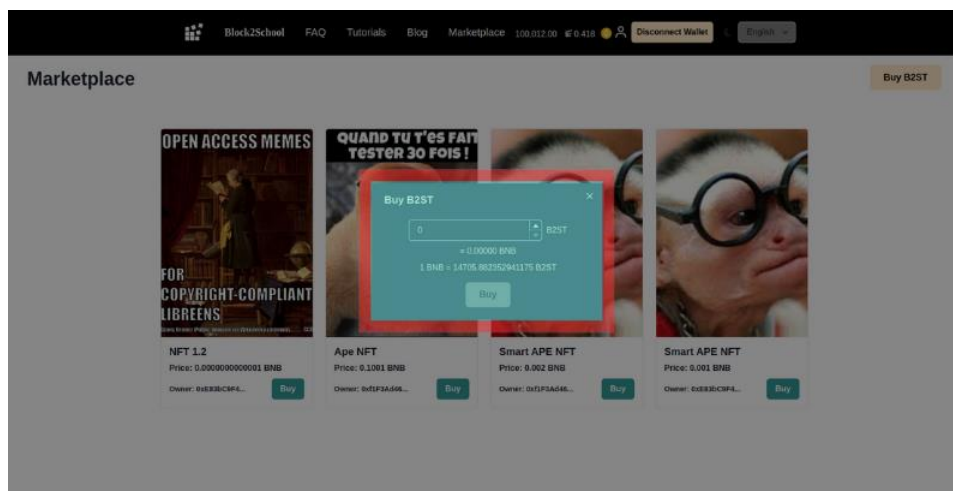 Block2School FAQ Tutorials Blog Marketplace 100,012.00 0.416 Disconnect Wallet English
Marketplace
Buy B2ST
OPEN ACCESS MEMES
FOR
COPYRIGHT-COMPLIANT
LIBREENS
QUAND TU T'ES FAIT
TESTER 30 FOIS !
Buy B2ST
×
0 B2ST
= 0.00000 BNB
1 BNB = 14705.882352941175 B2ST
Buy
NFT 1.2
Price: 0.0000000000001 BNB
Buy
Ape NFT
Price: 0.1001 BNB
Buy
Smart APE NFT
Price: 0.002 BNB
Buy
Smart APE NFT
Price: 0.001 BNB
Buy